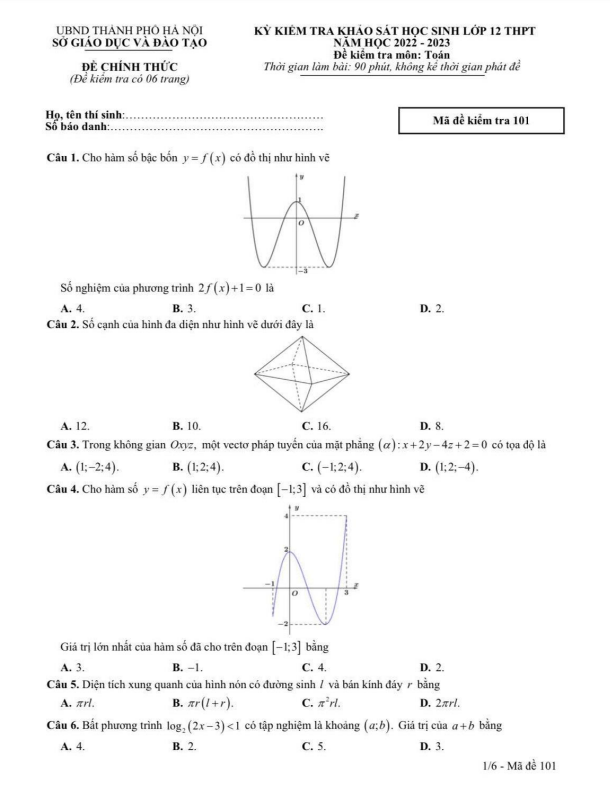 UBND THÀNH PHỐ HÀ NỘI
SỞ GIÁO DỤC VÀ ĐÀO TẠO
ĐỀ CHÍNH THỨC
(Đề kiểm tra có 06 trang)
KỲ KIỂM TRA KHẢO SÁT HỌC SINH LỚP 12 THPT
NĂM HỌC 2022 - 2023
Đề kiểm tra môn: Toán
Thời gian làm bài: 90 phút, không kể thời gian phát đề
Họ, tên thí sinh:......................................................
Số báo danh:.........................................................
Mã đề kiểm tra 101
Câu 1. Cho hàm số bậc bốn y = f(x) có đồ thị như hình vẽ
y
1
O
x
−3
Số nghiệm của phương trình 2f(x)+1=0 là
A. 4. B. 3. C. 1. D. 2.
Câu 2. Số cạnh của hình đa diện như hình vẽ dưới đây là
A. 12. B. 10. C. 16. D. 8.
Câu 3. Trong không gian Oxyz, một vectơ pháp tuyến của mặt phẳng (α): x+2y−4z+2=0 có tọa độ là
A. (1;−2;4). B. (1;2;4). C. (−1;2;4). D. (1;2;−4).
Câu 4. Cho hàm số y = f(x) liên tục trên đoạn [−1;3] và có đồ thị như hình vẽ
y
4
2
−1
O
3
x
−2
Giá trị lớn nhất của hàm số đã cho trên đoạn [−1;3] bằng
A. 3. B. −1. C. 4. D. 2.
Câu 5. Diện tích xung quanh của hình nón có đường sinh l và bán kính đáy r bằng
A. πrl. B. πr(l+r). C. π²rl. D. 2πrl.
Câu 6. Bất phương trình log₂(2x−3)<1 có tập nghiệm là khoảng (a;b). Giá trị của a+b bằng
A. 4. B. 2. C. 5. D. 3.
1/6 - Mã đề 101